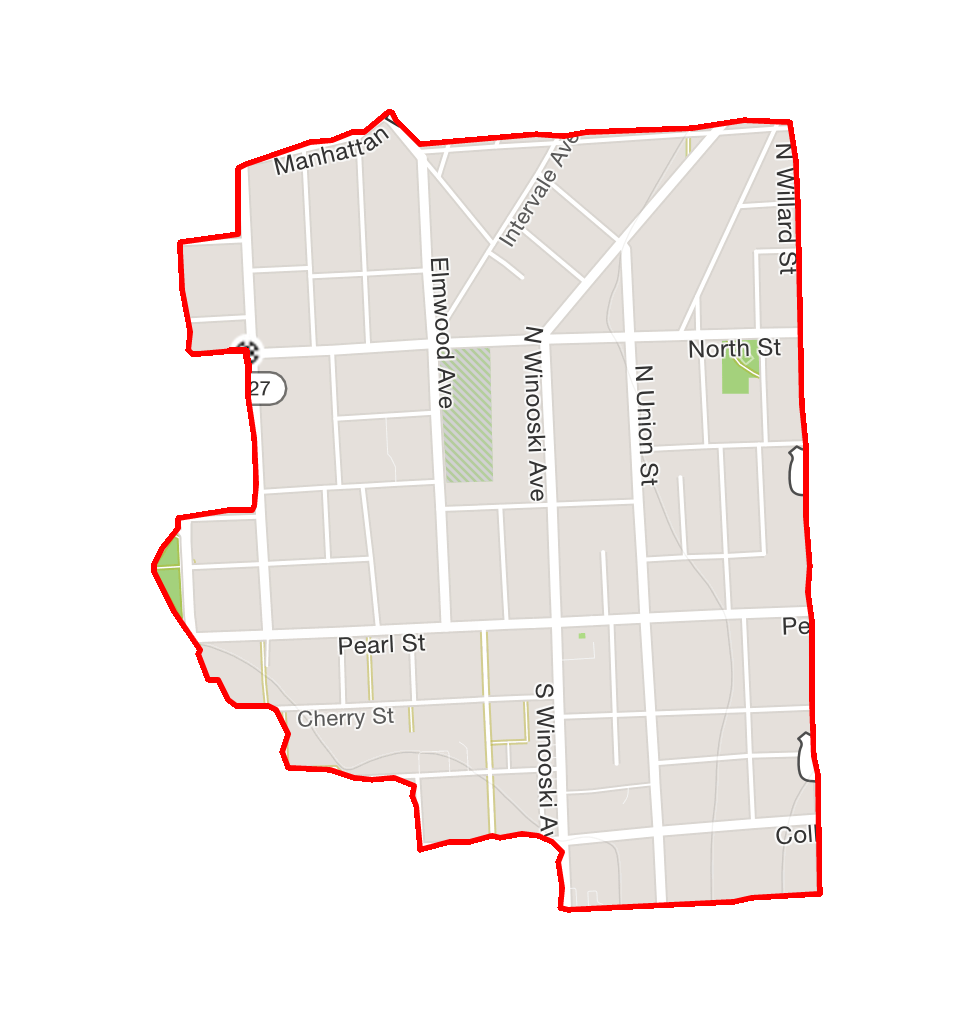 Manhattan
Intervale Ave
N Willard St
Elmwood Ave
N Winooski Ave
North St
27
N Union St
Pe
Pearl St
S Winooski Av
Cherry St
Coll